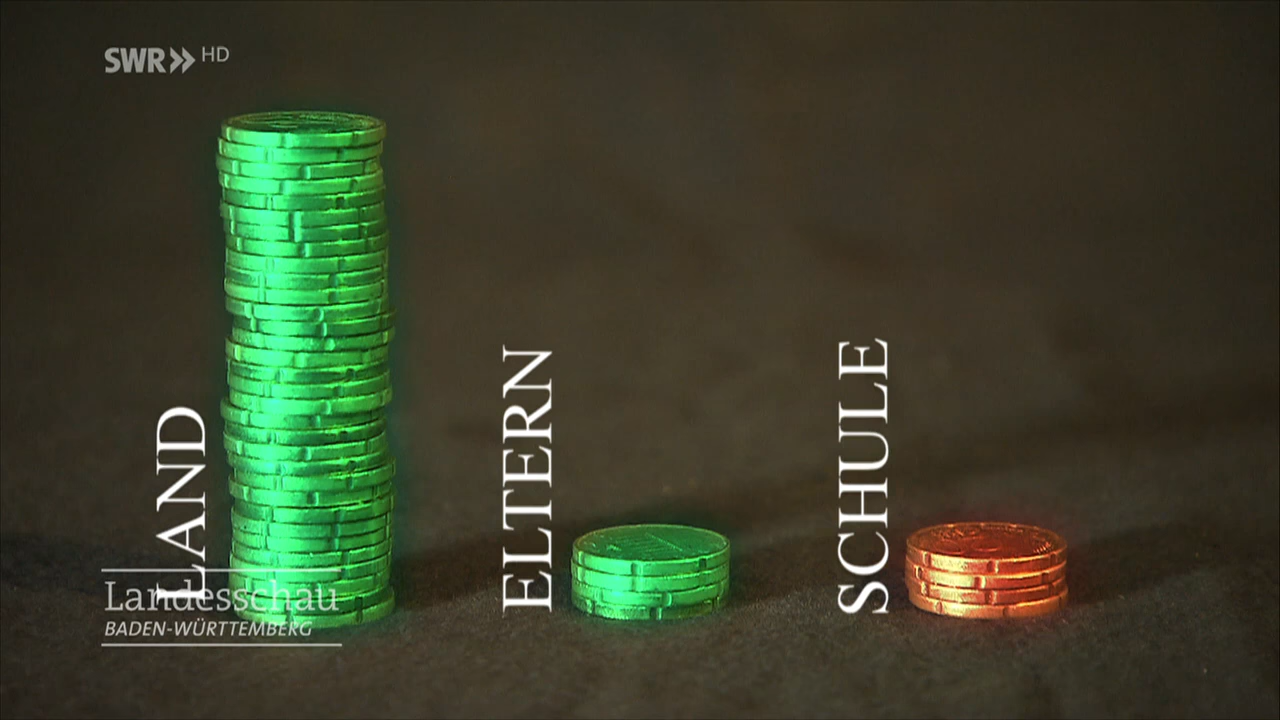 SWR HD
LAND
ELTERN
SCHULE
Landesschau
BADEN-WÜRTTEMBERG